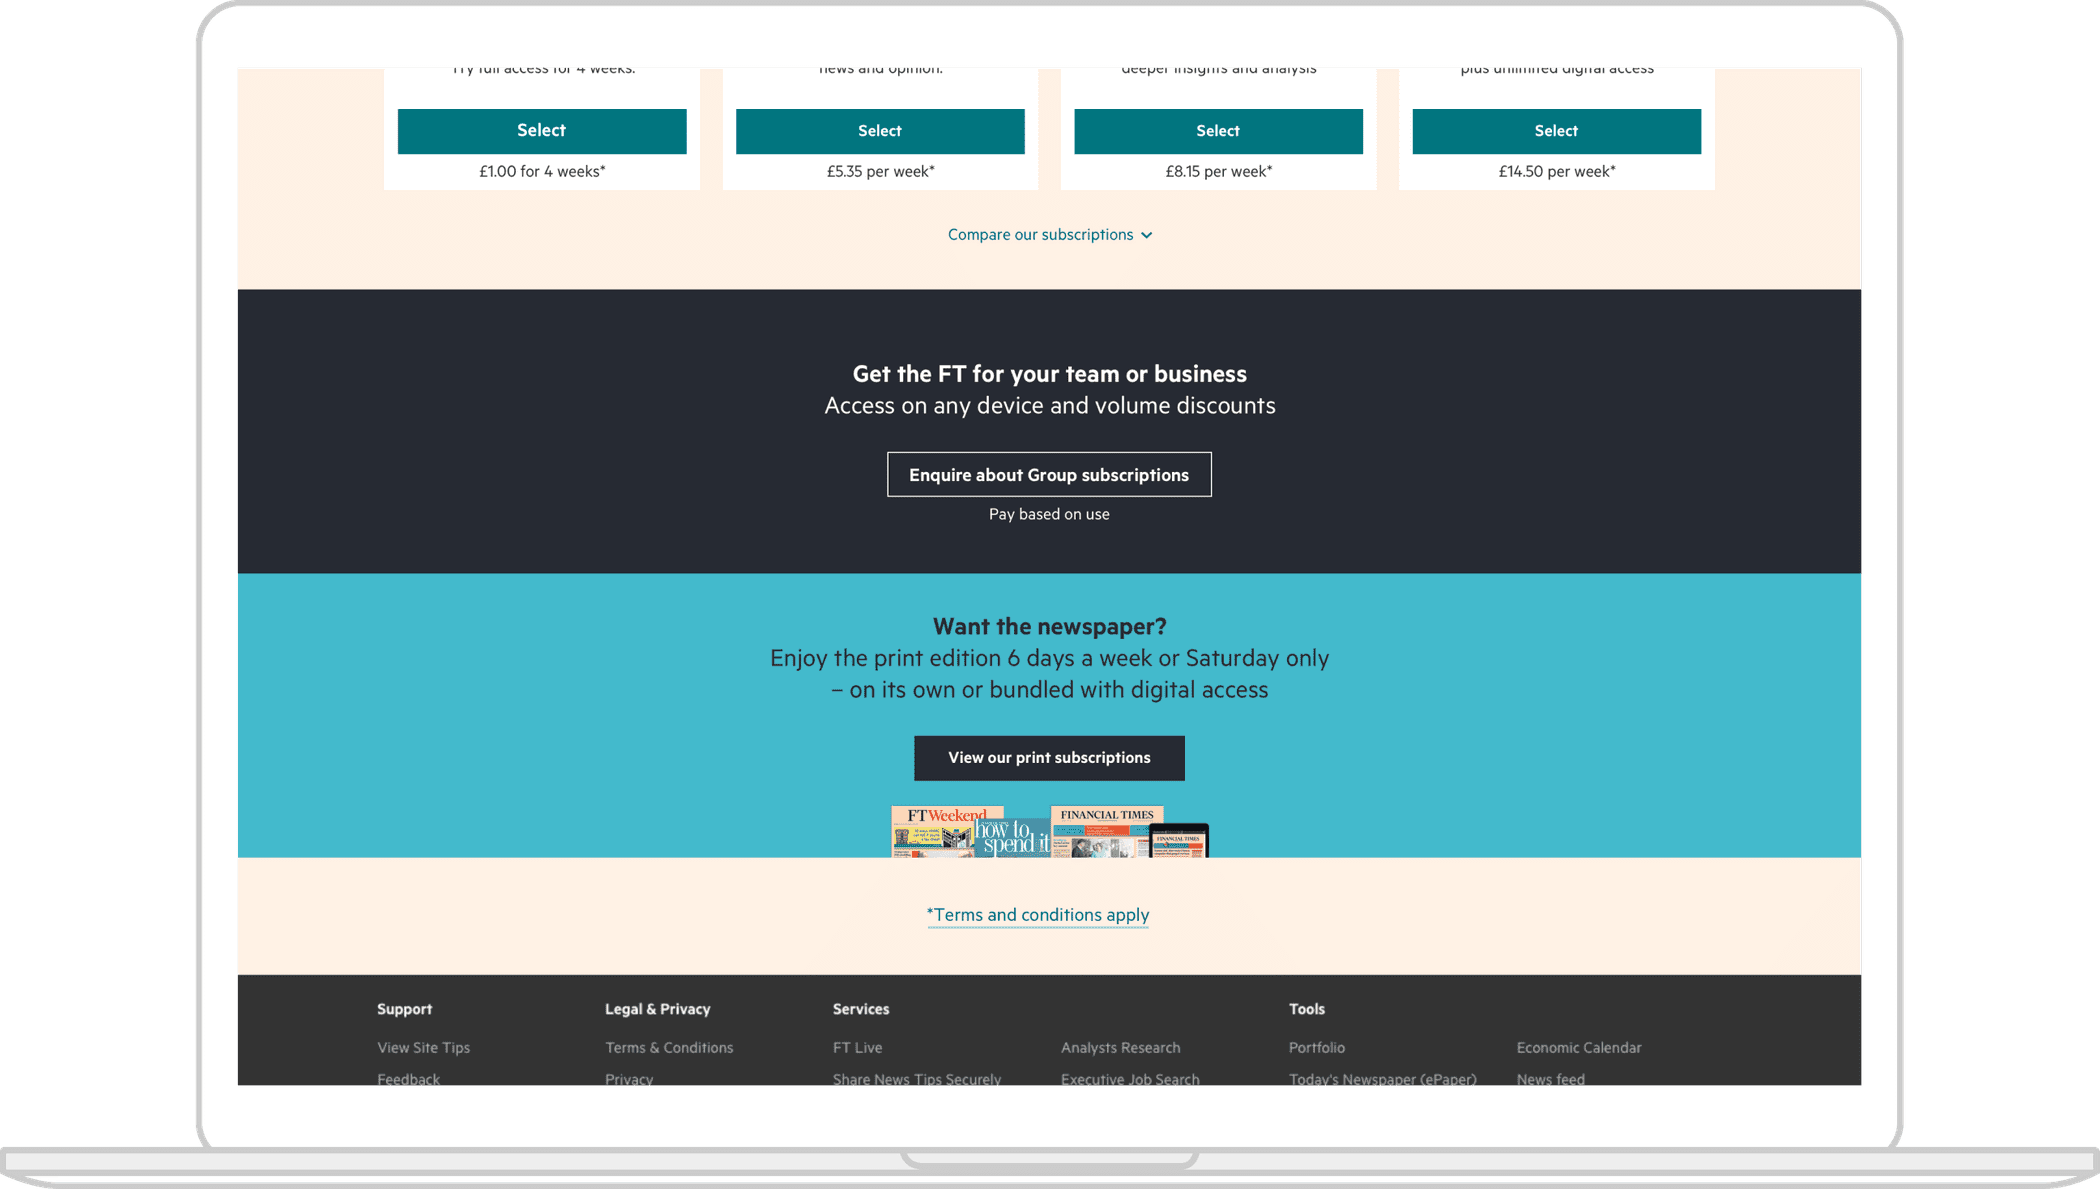 Try full access for 4 weeks.
news and opinion.
deeper insights and analysis
plus unlimited digital access
Select
Select
Select
Select
£1.00 for 4 weeks*
£5.35 per week*
£8.15 per week*
£14.50 per week*
Compare our subscriptions
Get the FT for your team or business
Access on any device and volume discounts
Enquire about Group subscriptions
Pay based on use
Want the newspaper?
Enjoy the print edition 6 days a week or Saturday only
– on its own or bundled with digital access
View our print subscriptions
FTWeekend
how to
spend it
FINANCIAL TIMES
FINANCIAL TIMES
*Terms and conditions apply
Support
Legal & Privacy
Services
Tools
View Site Tips
Terms & Conditions
FT Live
Analysts Research
Portfolio
Economic Calendar
Feedback
Privacy
Share News Tips Securely
Executive Job Search
Today's Newspaper (ePaper)
News feed